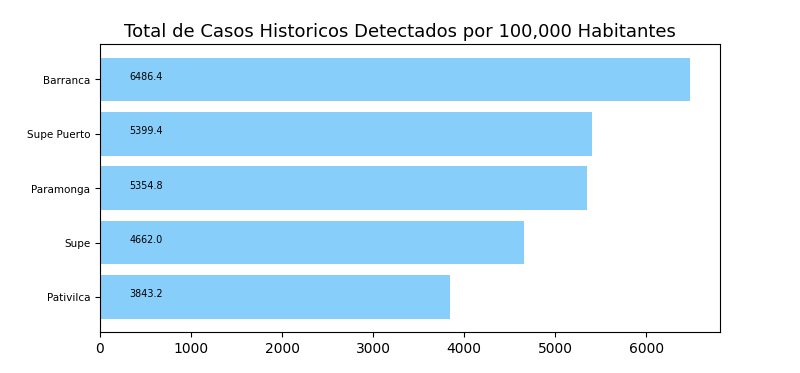 Total de Casos Historicos Detectados por 100,000 Habitantes
Barranca 6486.4
Supe Puerto 5399.4
Paramonga 5354.8
Supe 4662.0
Pativilca 3843.2
0 1000 2000 3000 4000 5000 6000